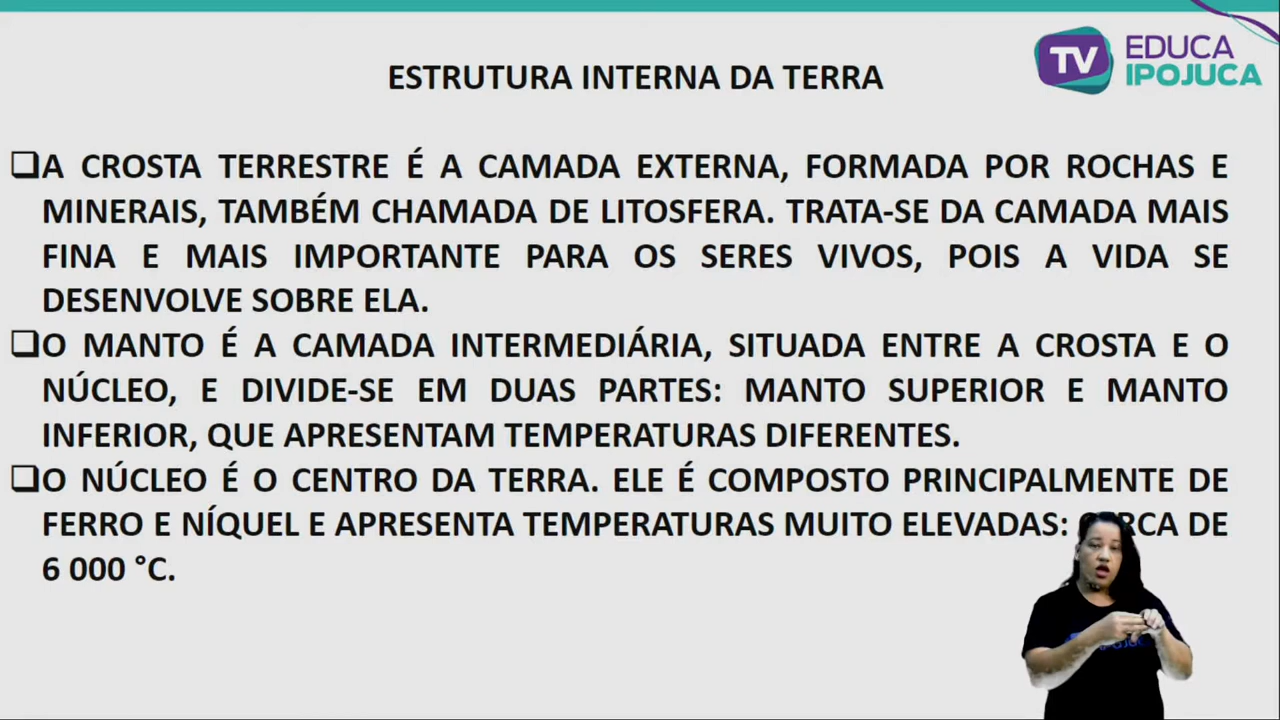 TV EDUCA
IPOJUCA
ESTRUTURA INTERNA DA TERRA
A CROSTA TERRESTRE É A CAMADA EXTERNA, FORMADA POR ROCHAS E
MINERAIS, TAMBÉM CHAMADA DE LITOSFERA. TRATA-SE DA CAMADA MAIS
FINA E MAIS IMPORTANTE PARA OS SERES VIVOS, POIS A VIDA SE
DESENVOLVE SOBRE ELA.
O MANTO É A CAMADA INTERMEDIÁRIA, SITUADA ENTRE A CROSTA E O
NÚCLEO, E DIVIDE-SE EM DUAS PARTES: MANTO SUPERIOR E MANTO
INFERIOR, QUE APRESENTAM TEMPERATURAS DIFERENTES.
O NÚCLEO É O CENTRO DA TERRA. ELE É COMPOSTO PRINCIPALMENTE DE
FERRO E NÍQUEL E APRESENTA TEMPERATURAS MUITO ELEVADAS: CERCA DE
6 000 °C.